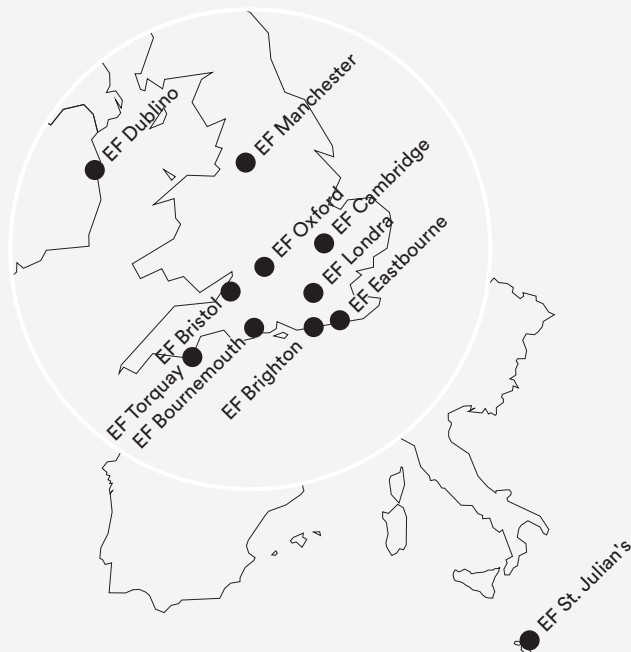 EF Dublino
EF Manchester
EF Cambridge
EF Oxford
EF Londra
EF Eastbourne
EF Bristol
EF Torquay
EF Bournemouth
EF Brighton
EF St. Julian's